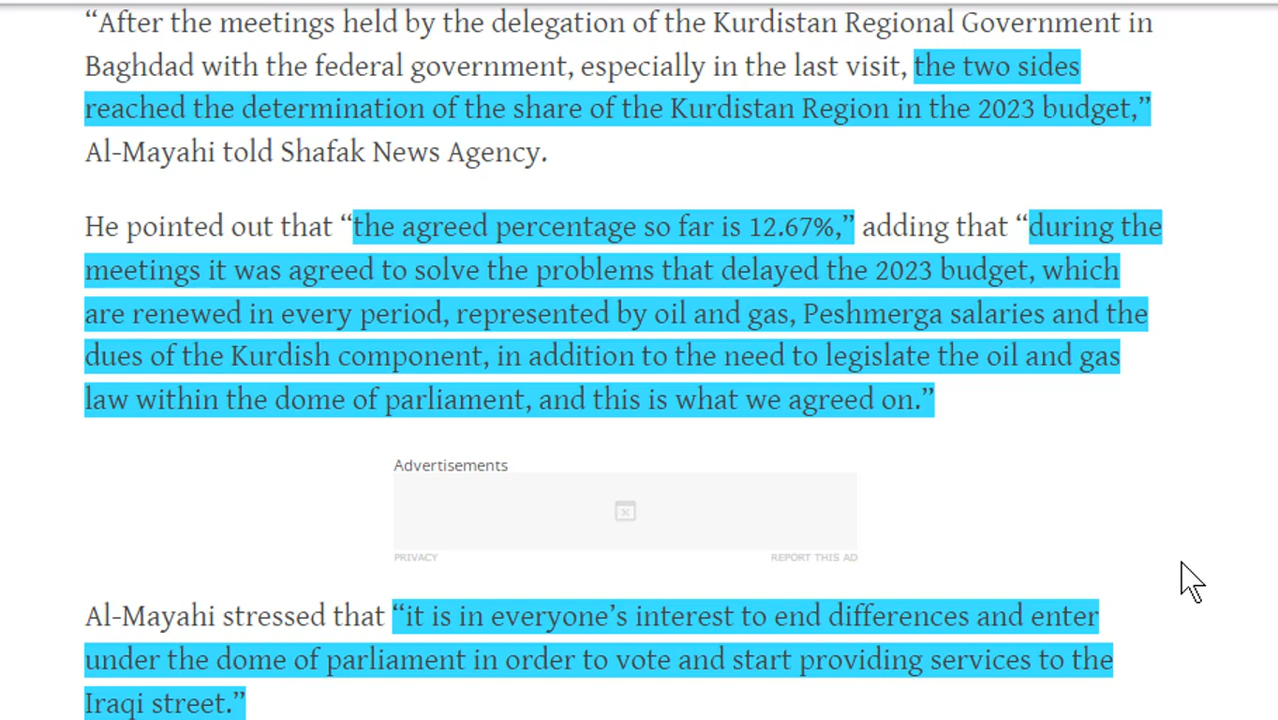 “After the meetings held by the delegation of the Kurdistan Regional Government in
Baghdad with the federal government, especially in the last visit, the two sides
reached the determination of the share of the Kurdistan Region in the 2023 budget,”
Al-Mayahi told Shafak News Agency.
He pointed out that “the agreed percentage so far is 12.67%,” adding that “during the
meetings it was agreed to solve the problems that delayed the 2023 budget, which
are renewed in every period, represented by oil and gas, Peshmerga salaries and the
dues of the Kurdish component, in addition to the need to legislate the oil and gas
law within the dome of parliament, and this is what we agreed on.”
Advertisements
PRIVACY REPORT THIS AD
Al-Mayahi stressed that “it is in everyone’s interest to end differences and enter
under the dome of parliament in order to vote and start providing services to the
Iraqi street.”